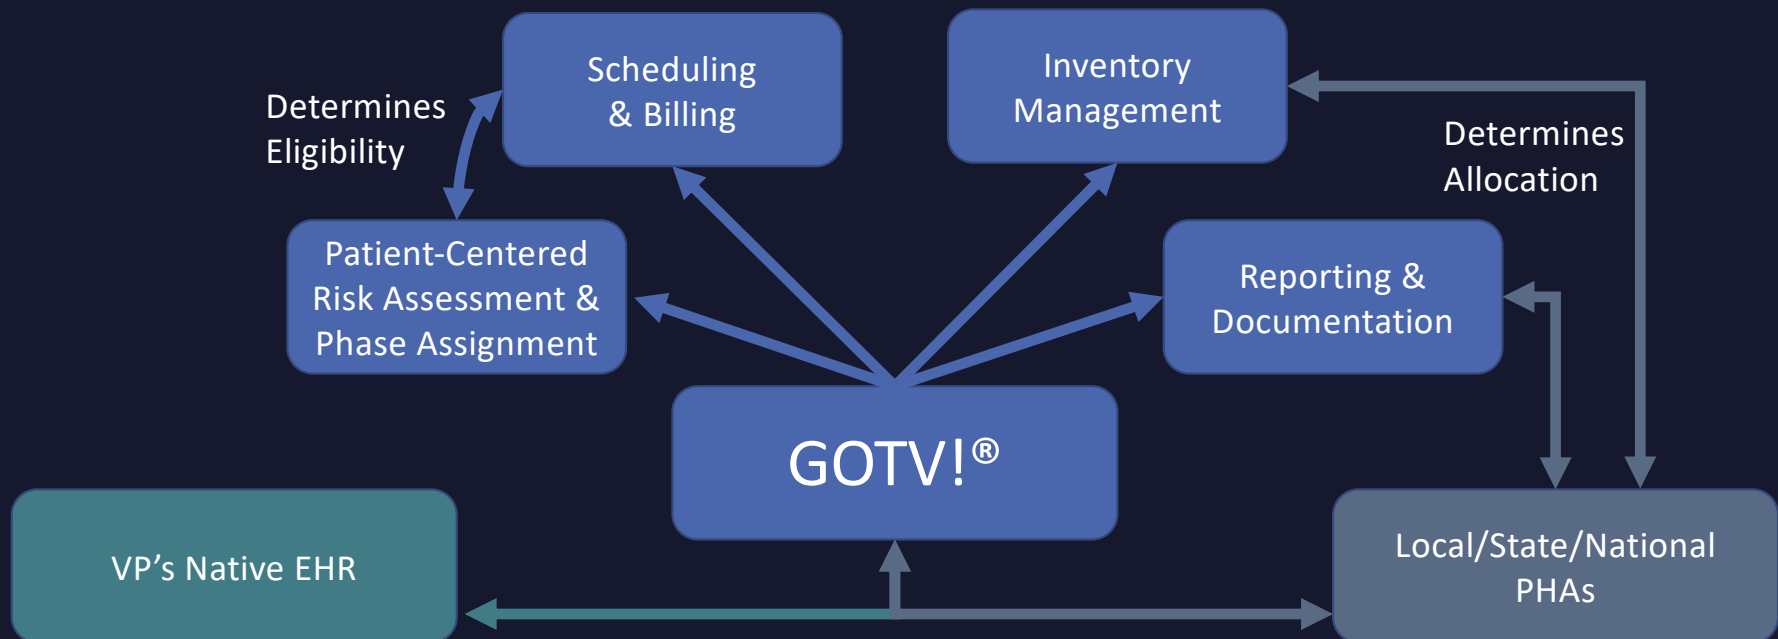 Scheduling
& Billing
Inventory
Management
Determines
Eligibility
Determines
Allocation
Patient-Centered
Risk Assessment &
Phase Assignment
Reporting &
Documentation
GOTV!®
VP’s Native EHR
Local/State/National
PHAs